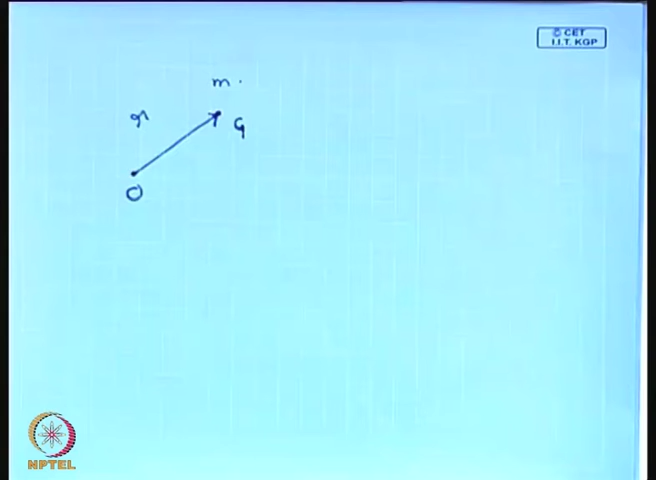 © CET
I.I.T. KGP
m.
r
G
O
NPTEL